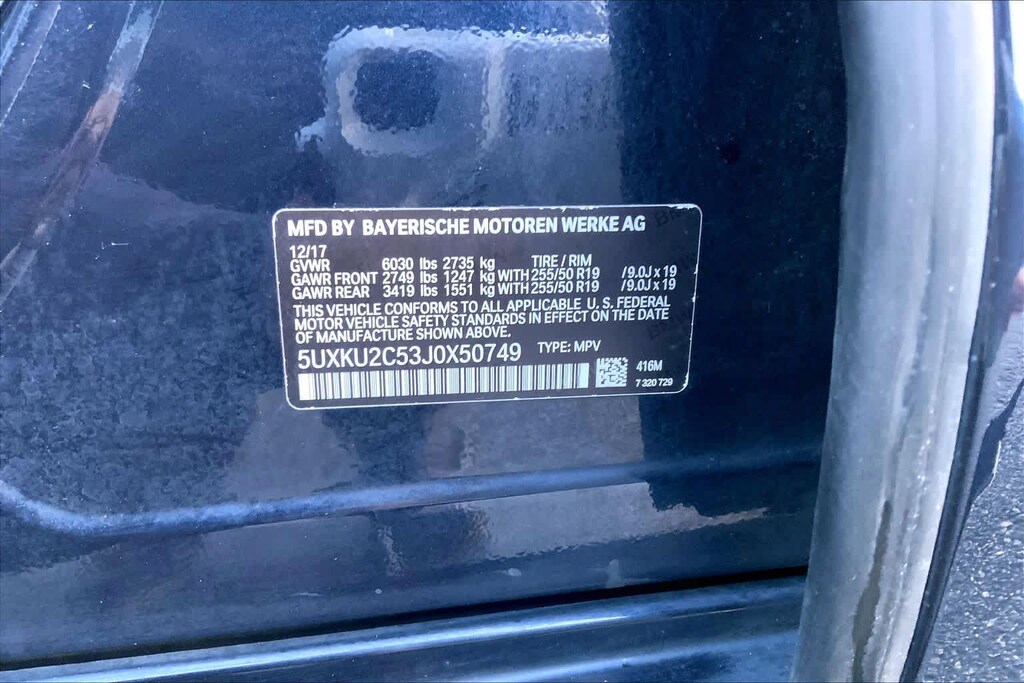 MFD BY BAYERISCHE MOTOREN WERKE AG
12/17
GVWR 6030 lbs 2735 kg TIRE / RIM
GAWR FRONT 2749 lbs 1247 kg WITH 255/50 R19 /9.0J x 19
GAWR REAR 3419 lbs 1551 kg WITH 255/50 R19 /9.0J x 19
THIS VEHICLE CONFORMS TO ALL APPLICABLE U. S. FEDERAL
MOTOR VEHICLE SAFETY STANDARDS IN EFFECT ON THE DATE
OF MANUFACTURE SHOWN ABOVE.
5UXKU2C53J0X50749 TYPE: MPV
416M
7 320 729